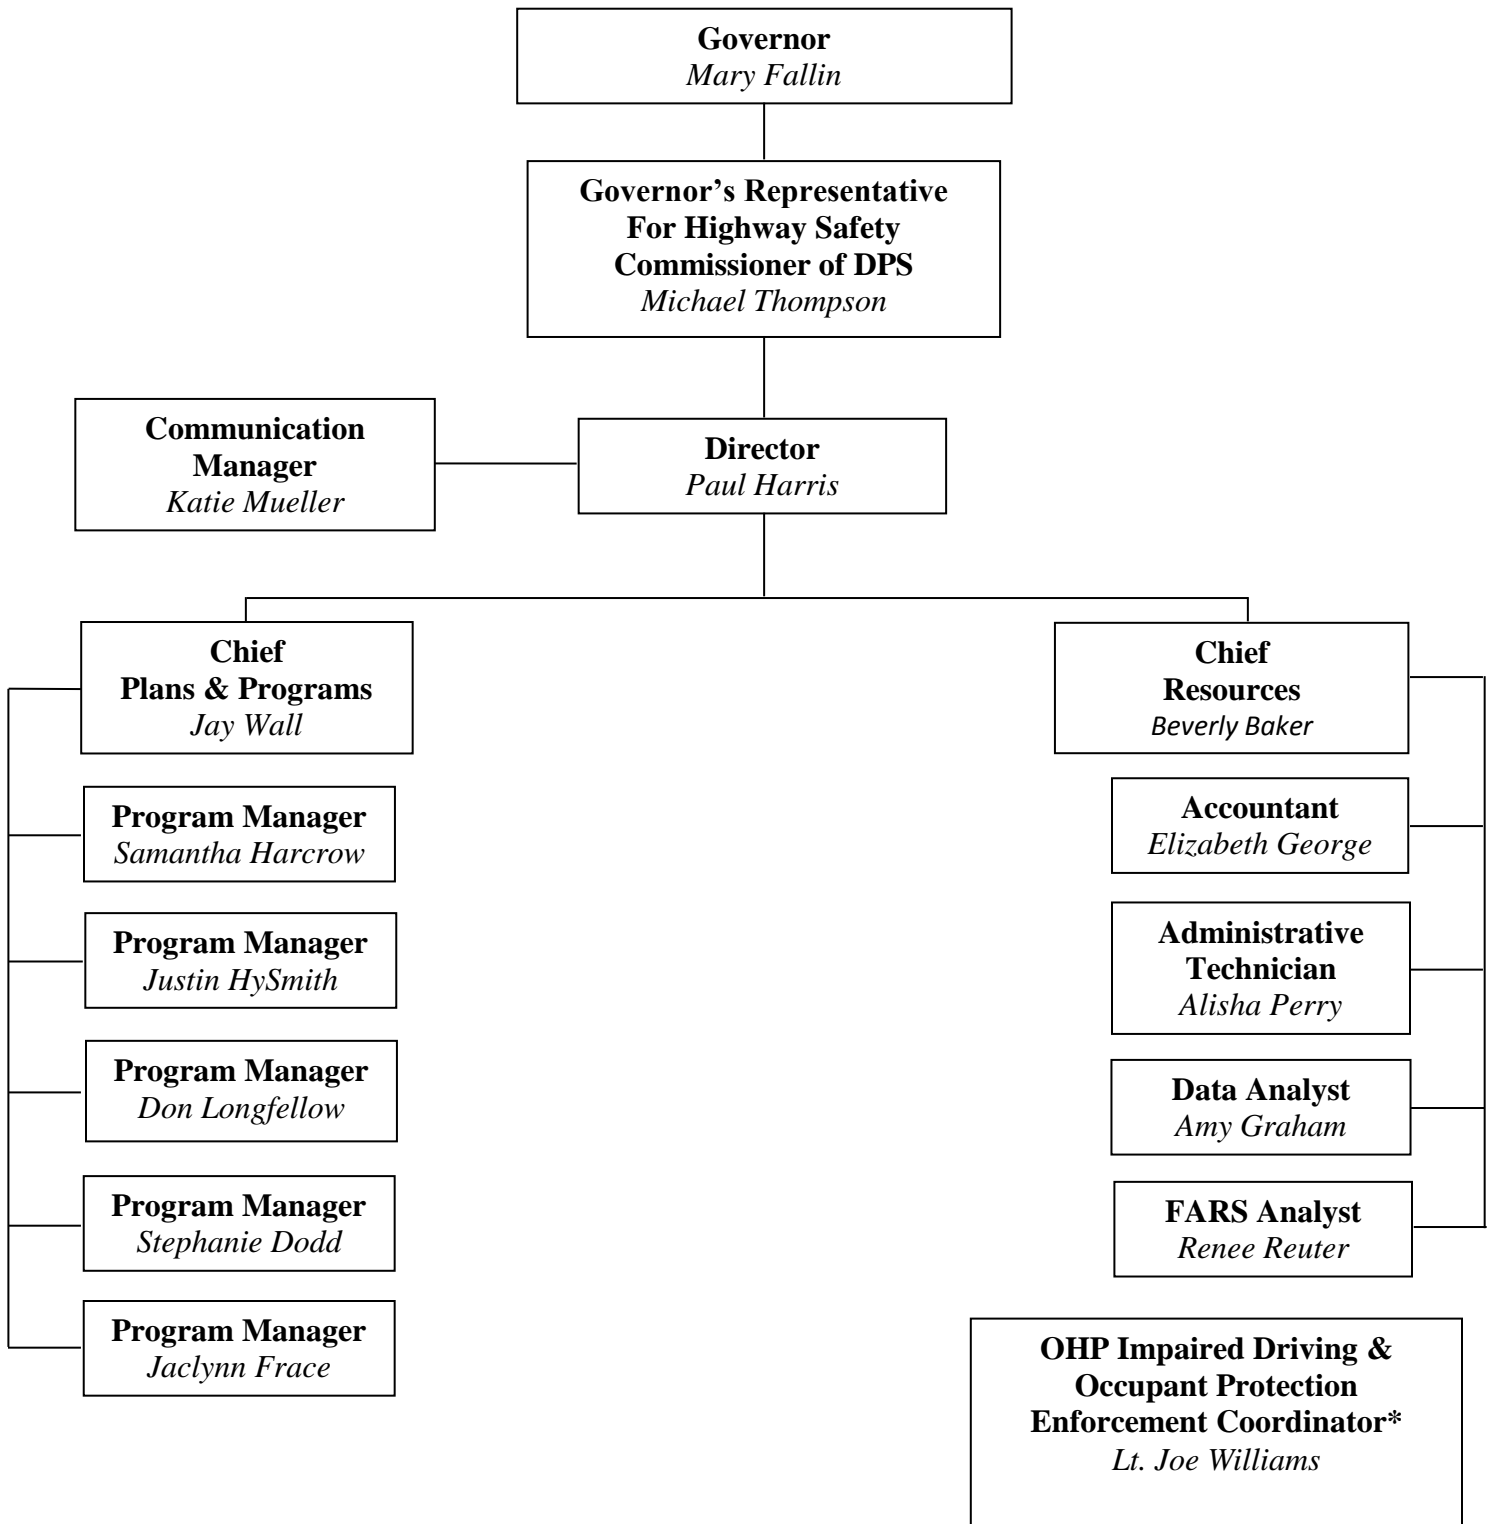 Governor
Mary Fallin
Governor’s Representative
For Highway Safety
Commissioner of DPS
Michael Thompson
Communication
Manager
Katie Mueller
Director
Paul Harris
Chief
Plans & Programs
Jay Wall
Program Manager
Samantha Harcrow
Program Manager
Justin HySmith
Program Manager
Don Longfellow
Program Manager
Stephanie Dodd
Program Manager
Jaclynn Frace
Chief
Resources
Beverly Baker
Accountant
Elizabeth George
Administrative
Technician
Alisha Perry
Data Analyst
Amy Graham
FARS Analyst
Renee Reuter
OHP Impaired Driving &
Occupant Protection
Enforcement Coordinator*
Lt. Joe Williams